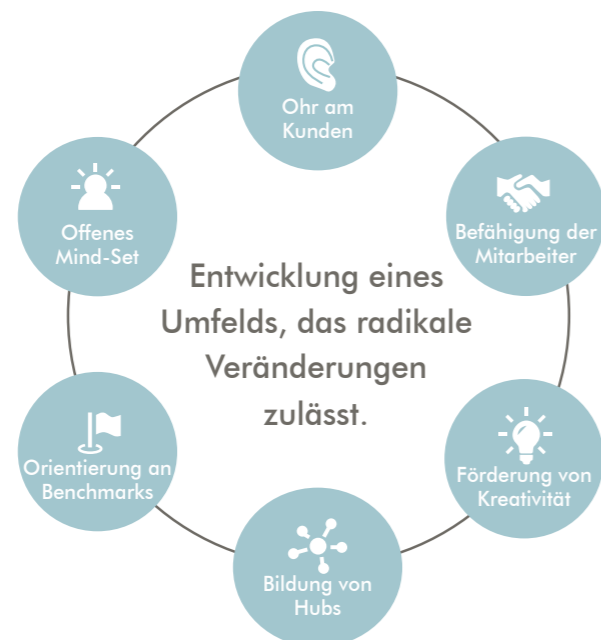 Ohr am
Kunden
Befähigung der
Mitarbeiter
Förderung von
Kreativität
Bildung von
Hubs
Orientierung an
Benchmarks
Offenes
Mind-Set
Entwicklung eines
Umfelds, das radikale
Veränderungen
zulässt.